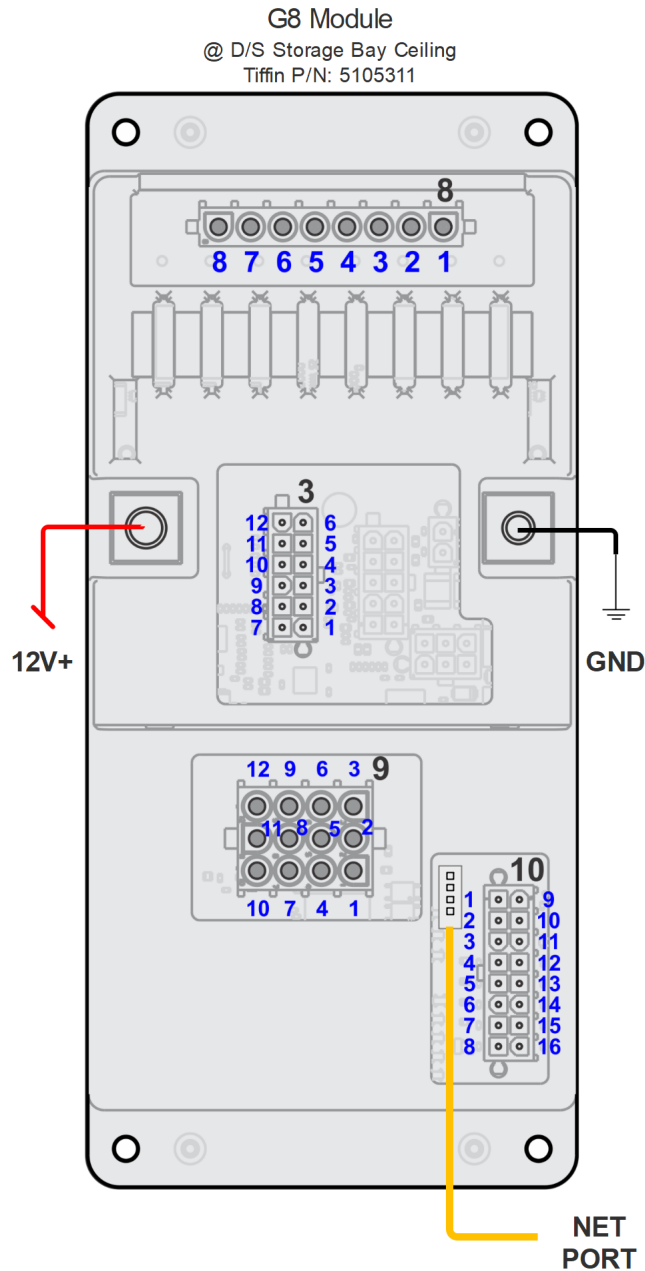 G8 Module
@ D/S Storage Bay Ceiling
Tiffin P/N: 5105311
8
8 7 6 5 4 3 2 1
3
12 6
11 5
10 4
9 3
8 2
7 1
12V+
GND
12 9 6 3 9
11 8 5 2
10 7 4 1
10
1 9
2 10
3 11
4 12
5 13
6 14
7 15
8 16
NET
PORT